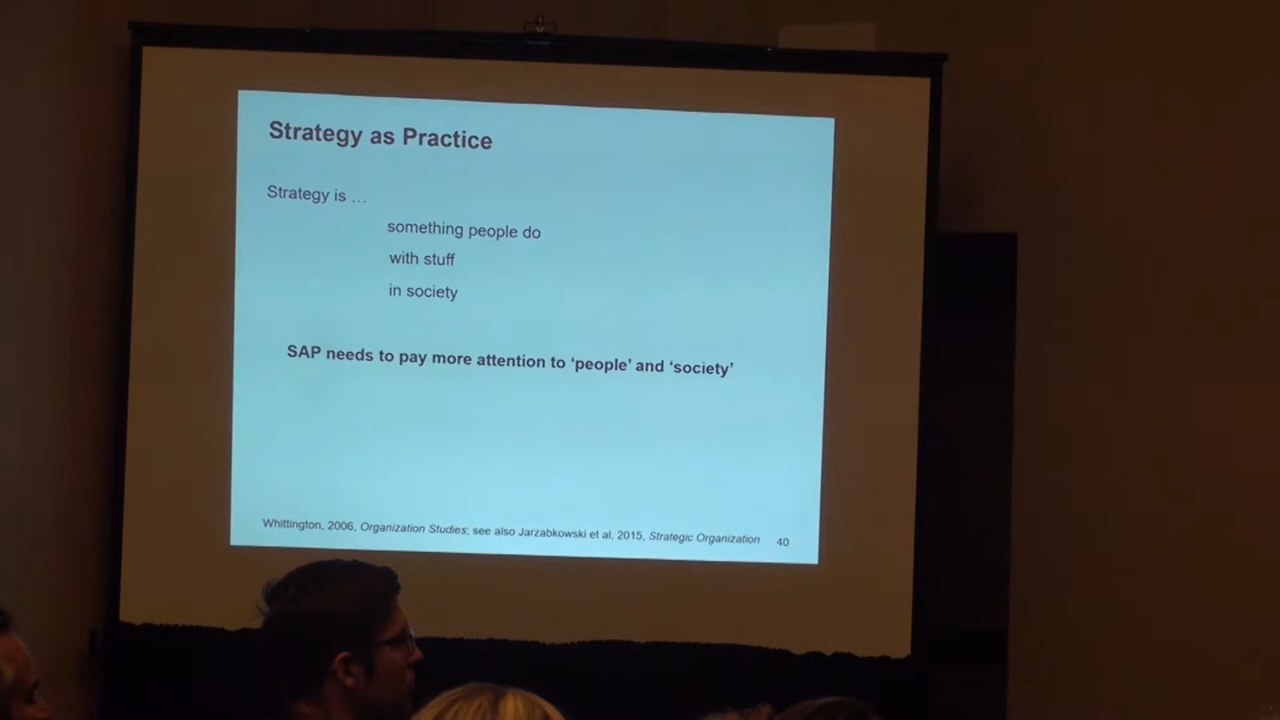 Strategy as Practice
Strategy is …
something people do
with stuff
in society
SAP needs to pay more attention to ‘people’ and ‘society’
Whittington, 2006, Organization Studies; see also Jarzabkowski et al, 2015, Strategic Organization 40